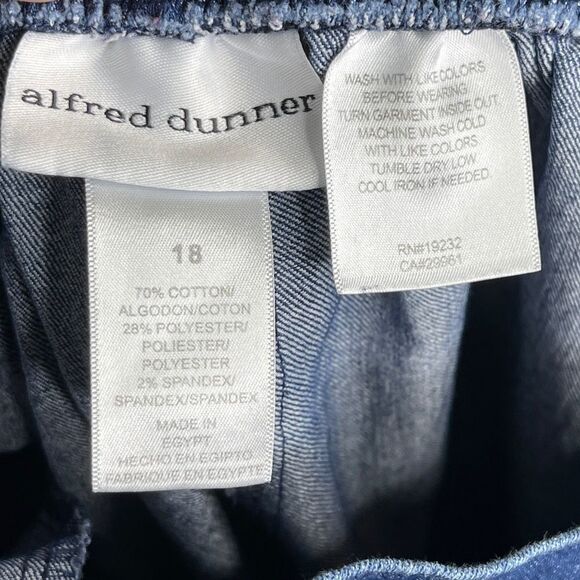 alfred dunner
18
70% COTTON/
ALGODON/COTON
28% POLYESTER/
POLIESTER/
POLYESTER
2% SPANDEX/
SPANDEX/SPANDEX
MADE IN
EGYPT
HECHO EN EGIPTO
FABRIQUE EN EGYPTE
WASH WITH LIKE COLORS
BEFORE WEARING.
TURN GARMENT INSIDE OUT.
MACHINE WASH COLD
WITH LIKE COLORS.
TUMBLE DRY LOW.
COOL IRON IF NEEDED.
RN#19232
CA#29961